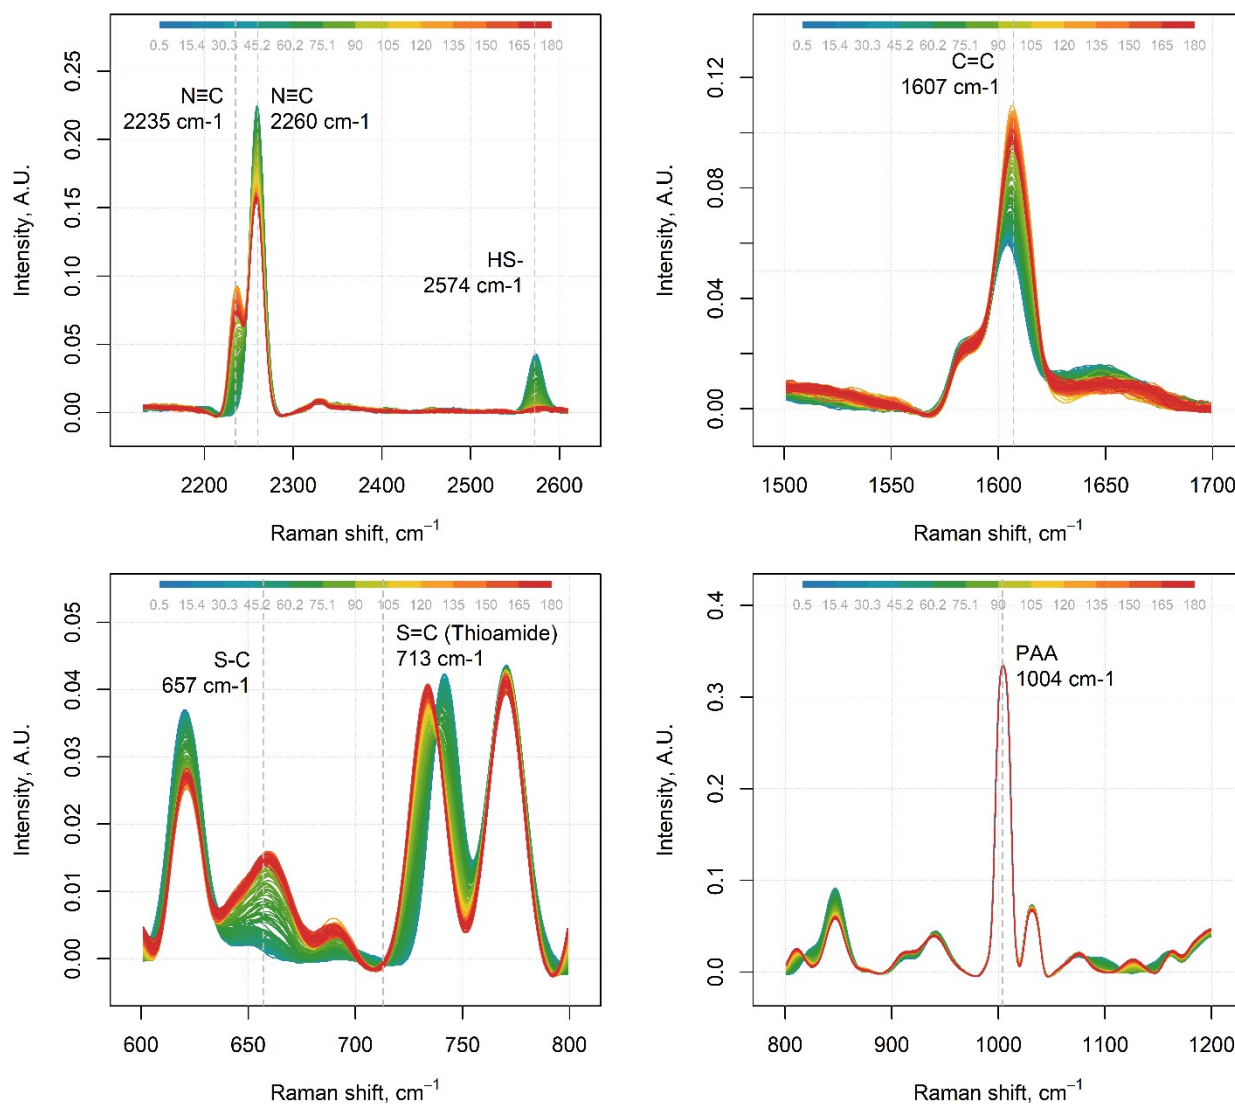 0.5 15.4 30.3 45.2 60.2 75.1 90 105 120 135 150 165 180
N≡C
2235 cm-1
N≡C
2260 cm-1
HS-
2574 cm-1
Intensity, A.U.
0.00 0.05 0.10 0.15 0.20 0.25
2200 2300 2400 2500 2600
Raman shift, cm⁻¹
0.5 15.4 30.3 45.2 60.2 75.1 90 105 120 135 150 165 180
C=C
1607 cm-1
Intensity, A.U.
0.00 0.04 0.08 0.12
1500 1550 1600 1650 1700
Raman shift, cm⁻¹
0.5 15.4 30.3 45.2 60.2 75.1 90 105 120 135 150 165 180
S-C
657 cm-1
S=C (Thioamide)
713 cm-1
Intensity, A.U.
0.00 0.01 0.02 0.03 0.04 0.05
600 650 700 750 800
Raman shift, cm⁻¹
0.5 15.4 30.3 45.2 60.2 75.1 90 105 120 135 150 165 180
PAA
1004 cm-1
Intensity, A.U.
0.0 0.1 0.2 0.3 0.4
800 900 1000 1100 1200
Raman shift, cm⁻¹